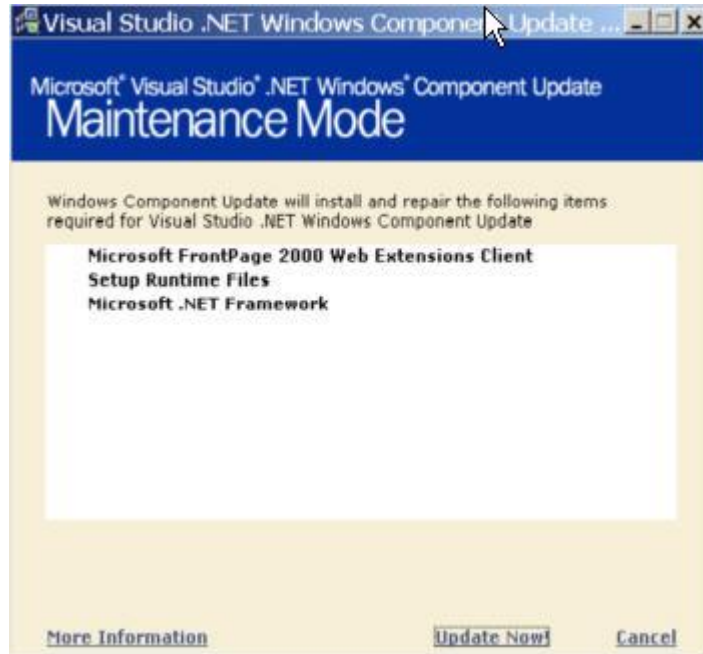 Visual Studio .NET Windows Component Update ...
Microsoft® Visual Studio® .NET Windows® Component Update
Maintenance Mode
Windows Component Update will install and repair the following items
required for Visual Studio .NET Windows Component Update
Microsoft FrontPage 2000 Web Extensions Client
Setup Runtime Files
Microsoft .NET Framework
More Information Update Now! Cancel